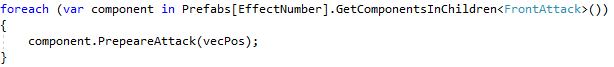 foreach (var component in Prefabs[EffectNumber].GetComponentsInChildren<FrontAttack>())
{
    component.PrepeareAttack(vecPos);
}